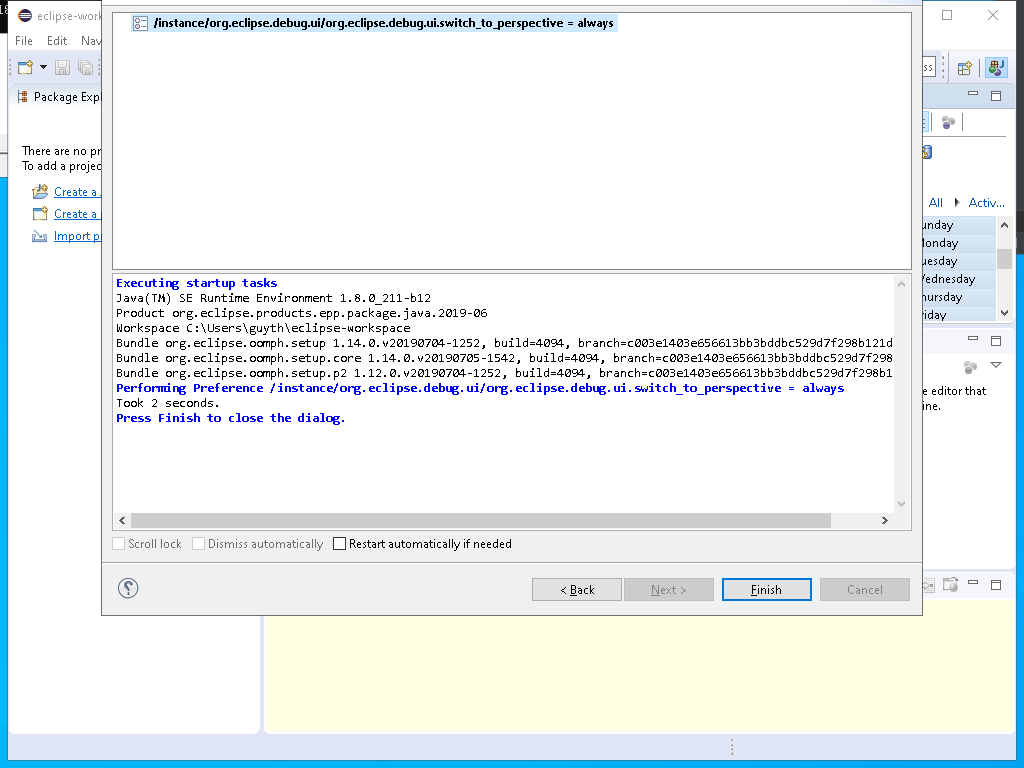 /instance/org.eclipse.debug.ui/org.eclipse.debug.ui.switch_to_perspective = always
eclipse-work
File Edit Nav
Package Expl
There are no pr
To add a projec
Create a
Create a
Import p
ss
All Activ...
unday
Monday
uesday
Wednesday
hursday
riday
e editor that
ine.
Executing startup tasks
Java(TM) SE Runtime Environment 1.8.0_211-b12
Product org.eclipse.products.epp.package.java.2019-06
Workspace C:\Users\guyth\eclipse-workspace
Bundle org.eclipse.oomph.setup 1.14.0.v20190704-1252, build=4094, branch=c003e1403e656613bb3bddbc529d7f298b121d
Bundle org.eclipse.oomph.setup.core 1.14.0.v20190705-1542, build=4094, branch=c003e1403e656613bb3bddbc529d7f298
Bundle org.eclipse.oomph.setup.p2 1.12.0.v20190704-1252, build=4094, branch=c003e1403e656613bb3bddbc529d7f298b1
Performing Preference /instance/org.eclipse.debug.ui/org.eclipse.debug.ui.switch_to_perspective = always
Took 2 seconds.
Press Finish to close the dialog.
Scroll lock Dismiss automatically Restart automatically if needed
< Back Next > Finish Cancel